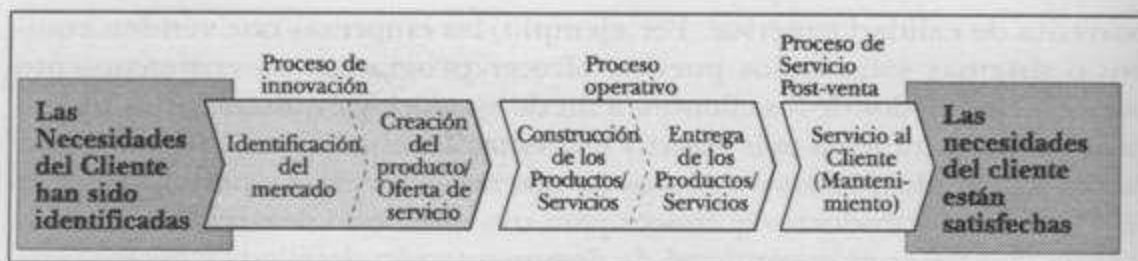 Las
Necesidades
del Cliente
han sido
identificadas
Proceso de
innovación
Identificación
del
mercado
Creación
del
producto/
Oferta de
servicio
Proceso
operativo
Construcción
de los
Productos/
Servicios
Entrega
de los
Productos/
Servicios
Proceso de
Servicio
Post-venta
Servicio al
Cliente
(Manteni-
miento)
Las
necesidades
del cliente
están
satisfechas